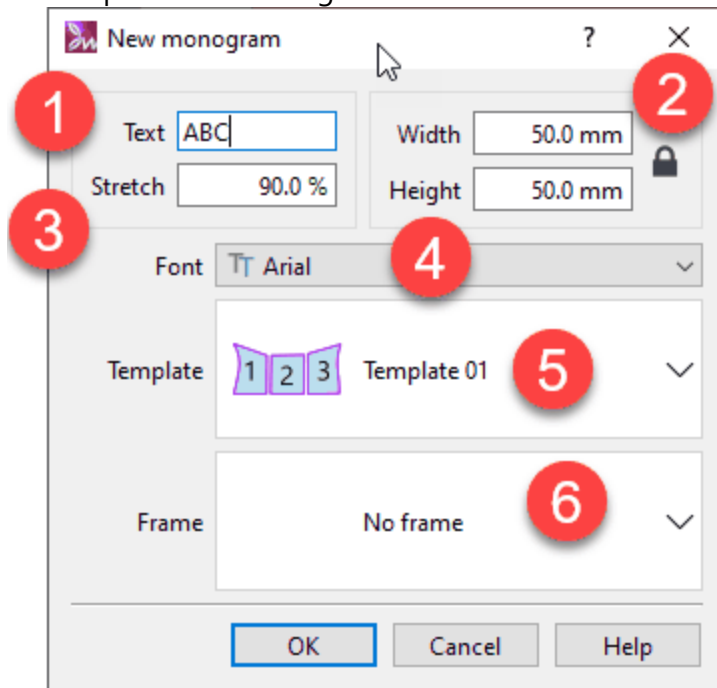 New monogram ? ×
1 Text ABC Width 50.0 mm 2
3 Stretch 90.0 % Height 50.0 mm
Font TT Arial 4
Template 1 2 3 Template 01 5
Frame No frame 6
OK Cancel Help